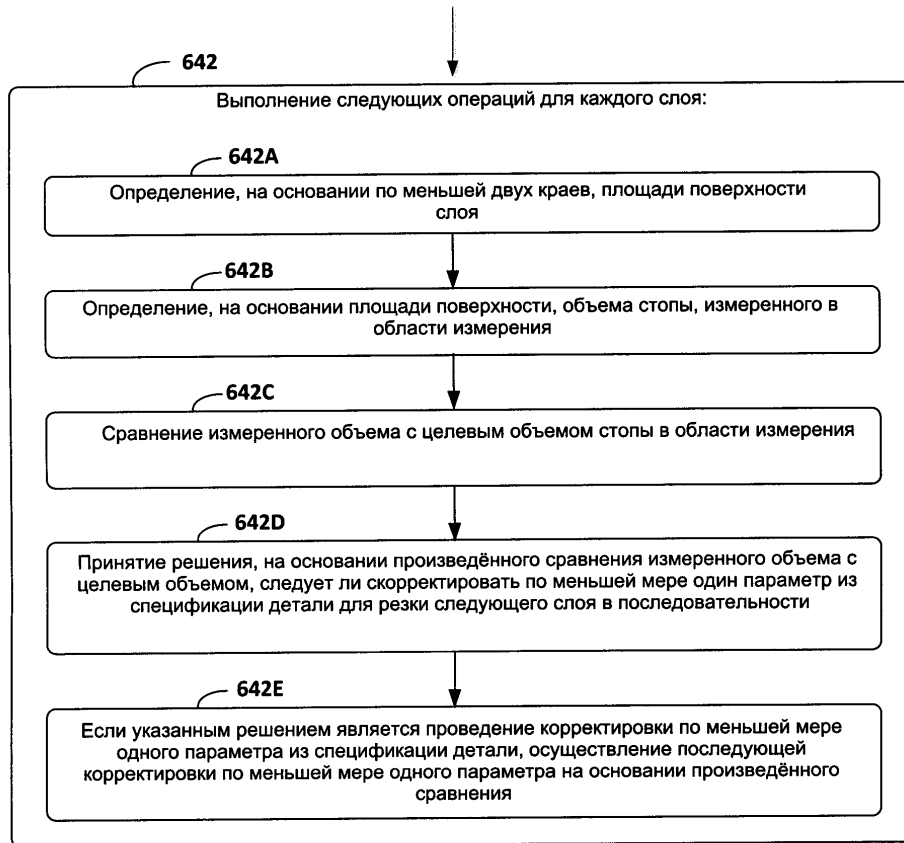 642
Выполнение следующих операций для каждого слоя:
642A
Определение, на основании по меньшей двух краев, площади поверхности
слоя
642B
Определение, на основании площади поверхности, объема стопы, измеренного в
области измерения
642C
Сравнение измеренного объема с целевым объемом стопы в области измерения
642D
Принятие решения, на основании произведённого сравнения измеренного объема с
целевым объемом, следует ли скорректировать по меньшей мере один параметр из
спецификации детали для резки следующего слоя в последовательности
642E
Если указанным решением является проведение корректировки по меньшей мере
одного параметра из спецификации детали, осуществление последующей
корректировки по меньшей мере одного параметра на основании произведённого
сравнения